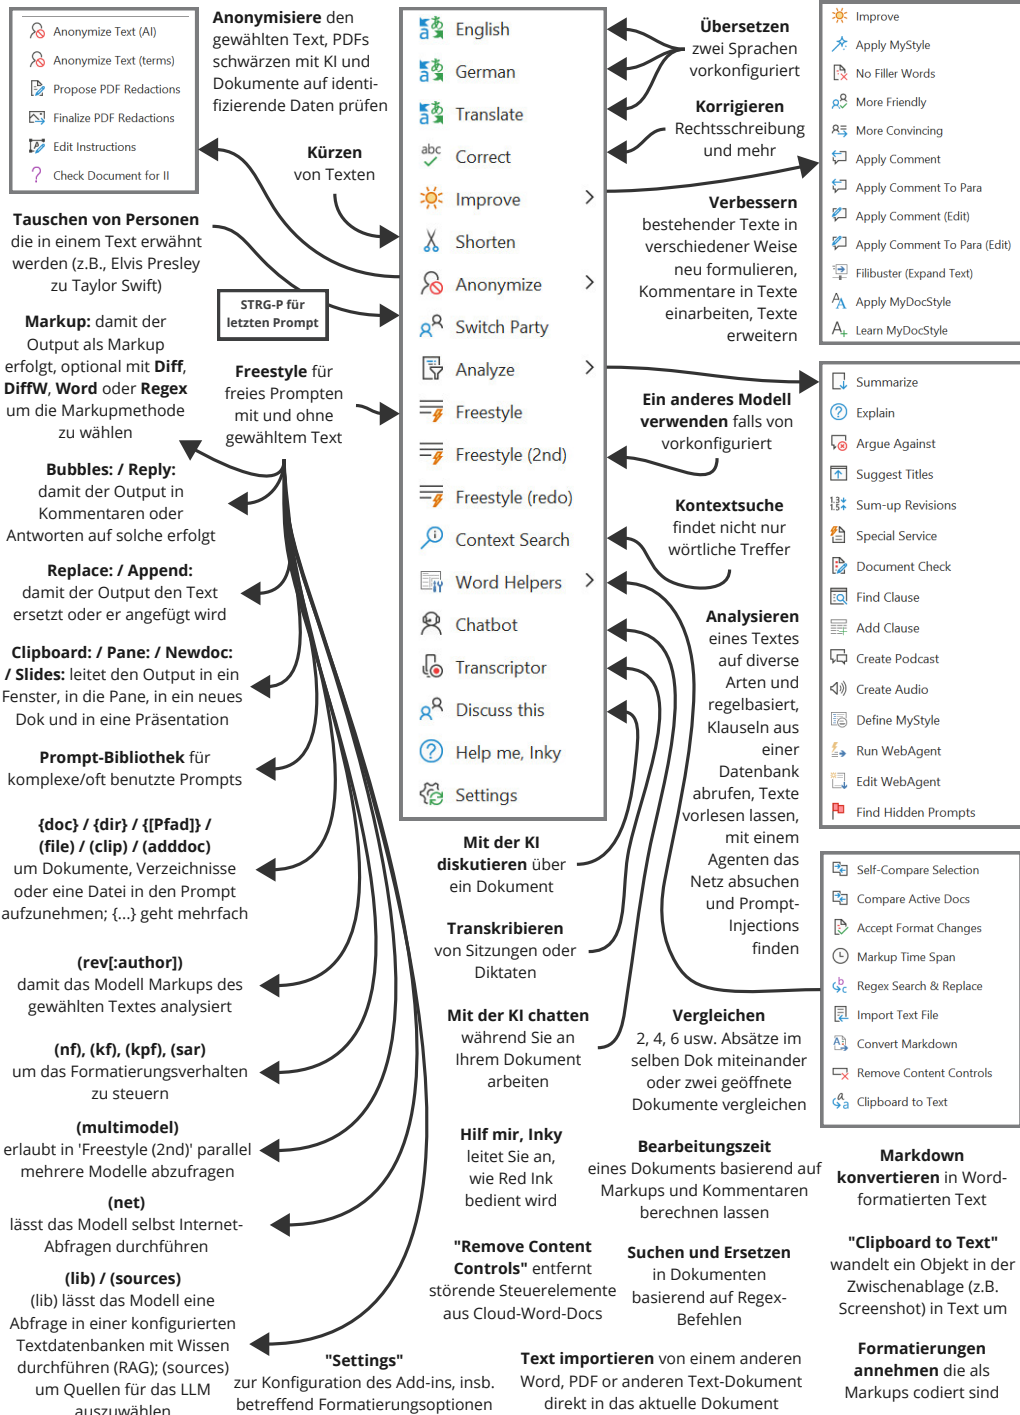 Anonymize Text (AI)
Anonymize Text (terms)
Propose PDF Redactions
Finalize PDF Redactions
Edit Instructions
Check Document for II
Anonymisiere den
gewählten Text, PDFs
schwärzen mit KI und
Dokumente auf identi-
fizierende Daten prüfen
Kürzen
von Texten
Tauschen von Personen
die in einem Text erwähnt
werden (z.B., Elvis Presley
zu Taylor Swift)
STRG-P für
letzten Prompt
Markup: damit der
Output als Markup
erfolgt, optional mit Diff,
DiffW, Word oder Regex
um die Markupmethode
zu wählen
Freestyle für
freies Prompten
mit und ohne
gewähltem Text
Bubbles: / Reply:
damit der Output in
Kommentaren oder
Antworten auf solche erfolgt
Replace: / Append:
damit der Output den Text
ersetzt oder er angefügt wird
Clipboard: / Pane: / Newdoc:
/ Slides: leitet den Output in ein
Fenster, in die Pane, in ein neues
Dok und in eine Präsentation
Prompt-Bibliothek für
komplexe/oft benutzte Prompts
{doc} / {dir} / {[Pfad]} /
(file) / (clip) / (adddoc)
um Dokumente, Verzeichnisse
oder eine Datei in den Prompt
aufzunehmen; {...} geht mehrfach
(rev[:author])
damit das Modell Markups des
gewählten Textes analysiert
(nf), (kf), (kpf), (sar)
um das Formatierungsverhalten
zu steuern
(multimodel)
erlaubt in 'Freestyle (2nd)' parallel
mehrere Modelle abzufragen
(net)
lässt das Modell selbst Internet-
Abfragen durchführen
(lib) / (sources)
(lib) lässt das Modell eine
Abfrage in einer konfigurierten
Textdatenbanken mit Wissen
durchführen (RAG); (sources)
um Quellen für das LLM
auszuwählen
English
German
Translate
abc
Correct
Improve
Shorten
Anonymize
Switch Party
Analyze
Freestyle
Freestyle (2nd)
Freestyle (redo)
Context Search
Word Helpers
Chatbot
Transcriptor
Discuss this
Help me, Inky
Settings
Übersetzen
zwei Sprachen
vorkonfiguriert
Korrigieren
Rechtsschreibung
und mehr
Verbessern
bestehender Texte in
verschiedener Weise
neu formulieren,
Kommentare in Texte
einarbeiten, Texte
erweitern
Ein anderes Modell
verwenden falls von
vorkonfiguriert
Kontextsuche
findet nicht nur
wörtliche Treffer
Analysieren
eines Textes
auf diverse
Arten und
regelbasiert,
Klauseln aus
einer
Datenbank
abrufen, Texte
vorlesen lassen,
mit einem
Agenten das
Netz absuchen
und Prompt-
Injections
finden
Mit der KI
diskutieren über
ein Dokument
Transkribieren
von Sitzungen oder
Diktaten
Mit der KI chatten
während Sie an
Ihrem Dokument
arbeiten
Vergleichen
2, 4, 6 usw. Absätze im
selben Dok miteinander
oder zwei geöffnete
Dokumente vergleichen
Hilf mir, Inky
leitet Sie an,
wie Red Ink
bedient wird
Bearbeitungszeit
eines Dokuments basierend auf
Markups und Kommentaren
berechnen lassen
"Remove Content
Controls" entfernt
störende Steuerelemente
aus Cloud-Word-Docs
Suchen und Ersetzen
in Dokumenten
basierend auf Regex-
Befehlen
"Settings"
zur Konfiguration des Add-ins, insb.
betreffend Formatierungsoptionen
Text importieren von einem anderen
Word, PDF or anderen Text-Dokument
direkt in das aktuelle Dokument
Improve
Apply MyStyle
No Filler Words
More Friendly
More Convincing
Apply Comment
Apply Comment To Para
Apply Comment (Edit)
Apply Comment To Para (Edit)
Filibuster (Expand Text)
Apply MyDocStyle
Learn MyDocStyle
Summarize
Explain
Argue Against
Suggest Titles
Sum-up Revisions
Special Service
Document Check
Find Clause
Add Clause
Create Podcast
Create Audio
Define MyStyle
Run WebAgent
Edit WebAgent
Find Hidden Prompts
Self-Compare Selection
Compare Active Docs
Accept Format Changes
Markup Time Span
Regex Search & Replace
Import Text File
Convert Markdown
Remove Content Controls
Clipboard to Text
Markdown
konvertieren in Word-
formatierten Text
"Clipboard to Text"
wandelt ein Objekt in der
Zwischenablage (z.B.
Screenshot) in Text um
Formatierungen
annehmen die als
Markups codiert sind